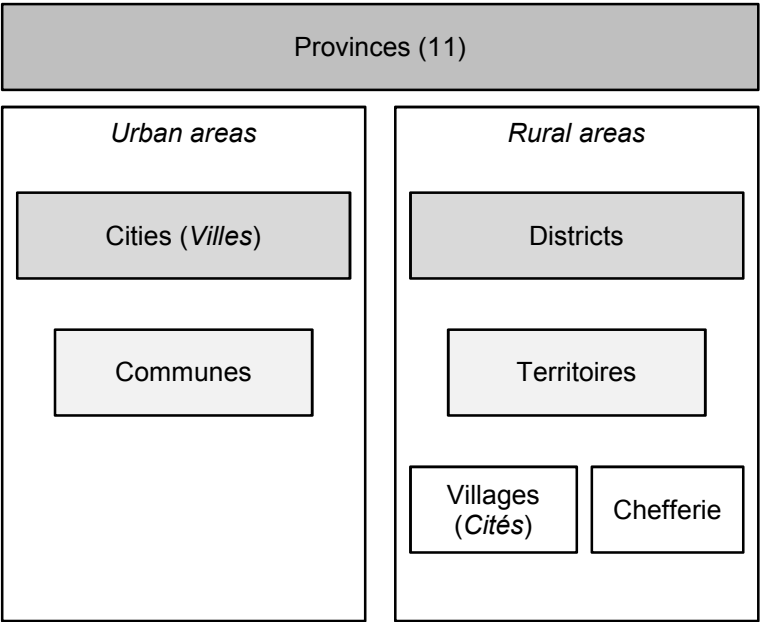 Provinces (11)
Urban areas
Cities (Villes)
Communes
Rural areas
Districts
Territoires
Villages
(Cités)
Chefferie